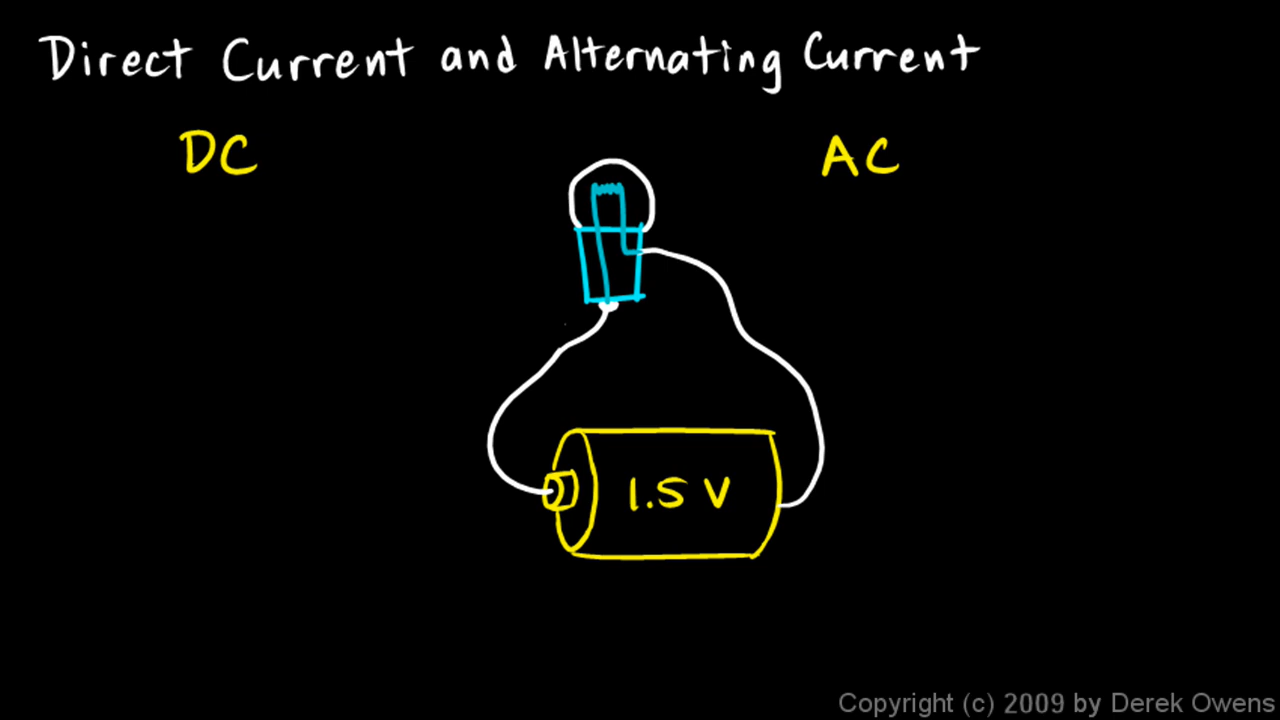 Direct Current and Alternating Current
DC
AC
1.5 V
Copyright (c) 2009 by Derek Owens